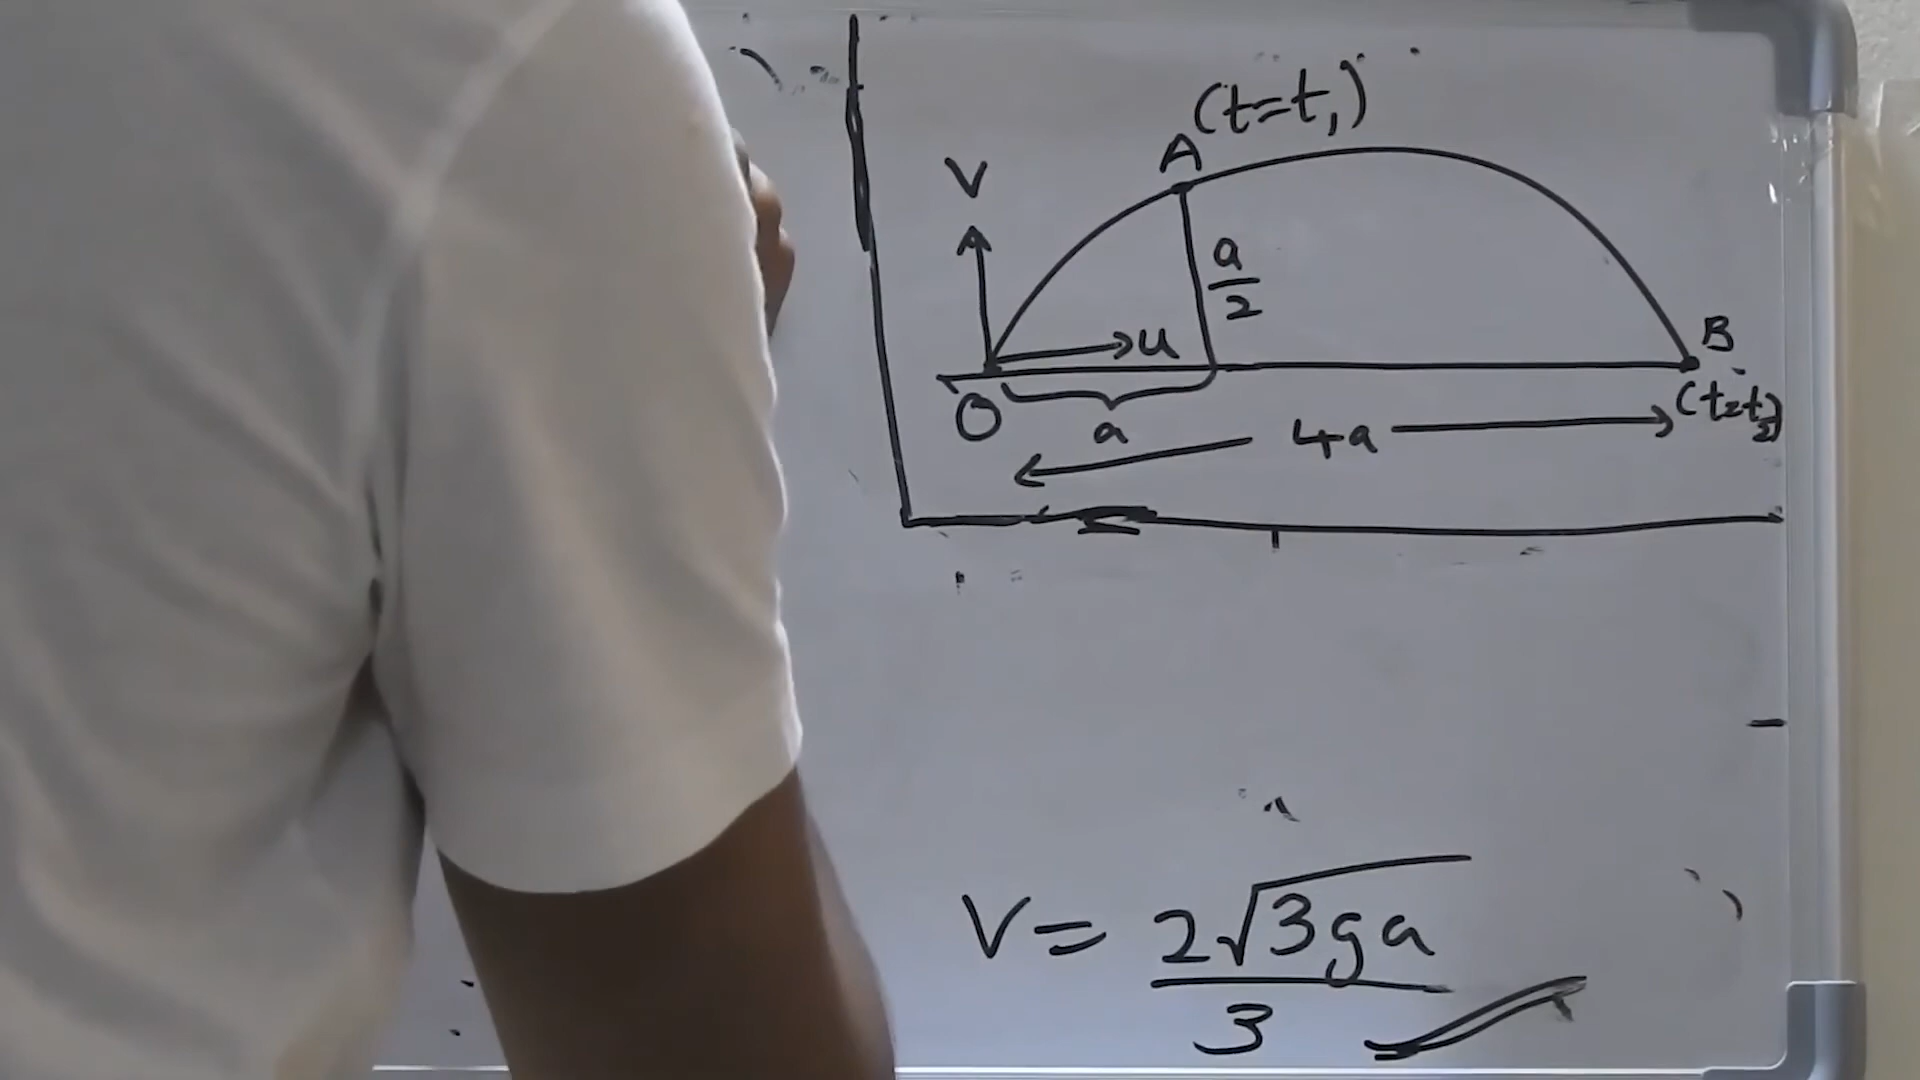 (t=t₁)
A
V
a/2
u
B
O
(t=t₂)
a
4a
V = 2√3ga / 3